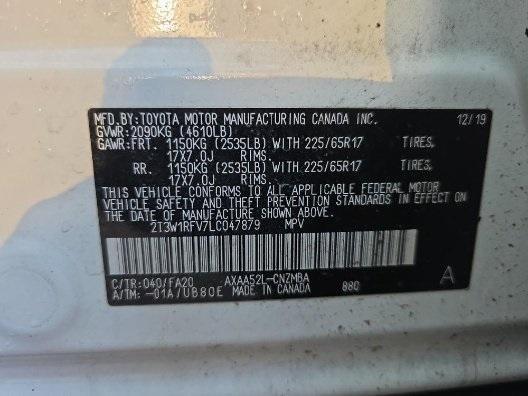 MFD.BY:TOYOTA MOTOR MANUFACTURING CANADA INC. 12/19
GVWR:2090KG (4610LB)
GAWR:FRT. 1150KG (2535LB) WITH 225/65R17 TIRES,
17X7.0J RIMS.
RR. 1150KG (2535LB) WITH 225/65R17 TIRES,
17X7.0J RIMS.
THIS VEHICLE CONFORMS TO ALL APPLICABLE FEDERAL MOTOR
VEHICLE SAFETY AND THEFT PREVENTION STANDARDS IN EFFECT
ON THE DATE OF MANUFACTURE SHOWN ABOVE.
2T3W1RFV7LC047879 MPV
C/TR:040/FA20 AXAA52L-CNZMBA
A/TM:-01A/UB80E MADE IN CANADA 880 A